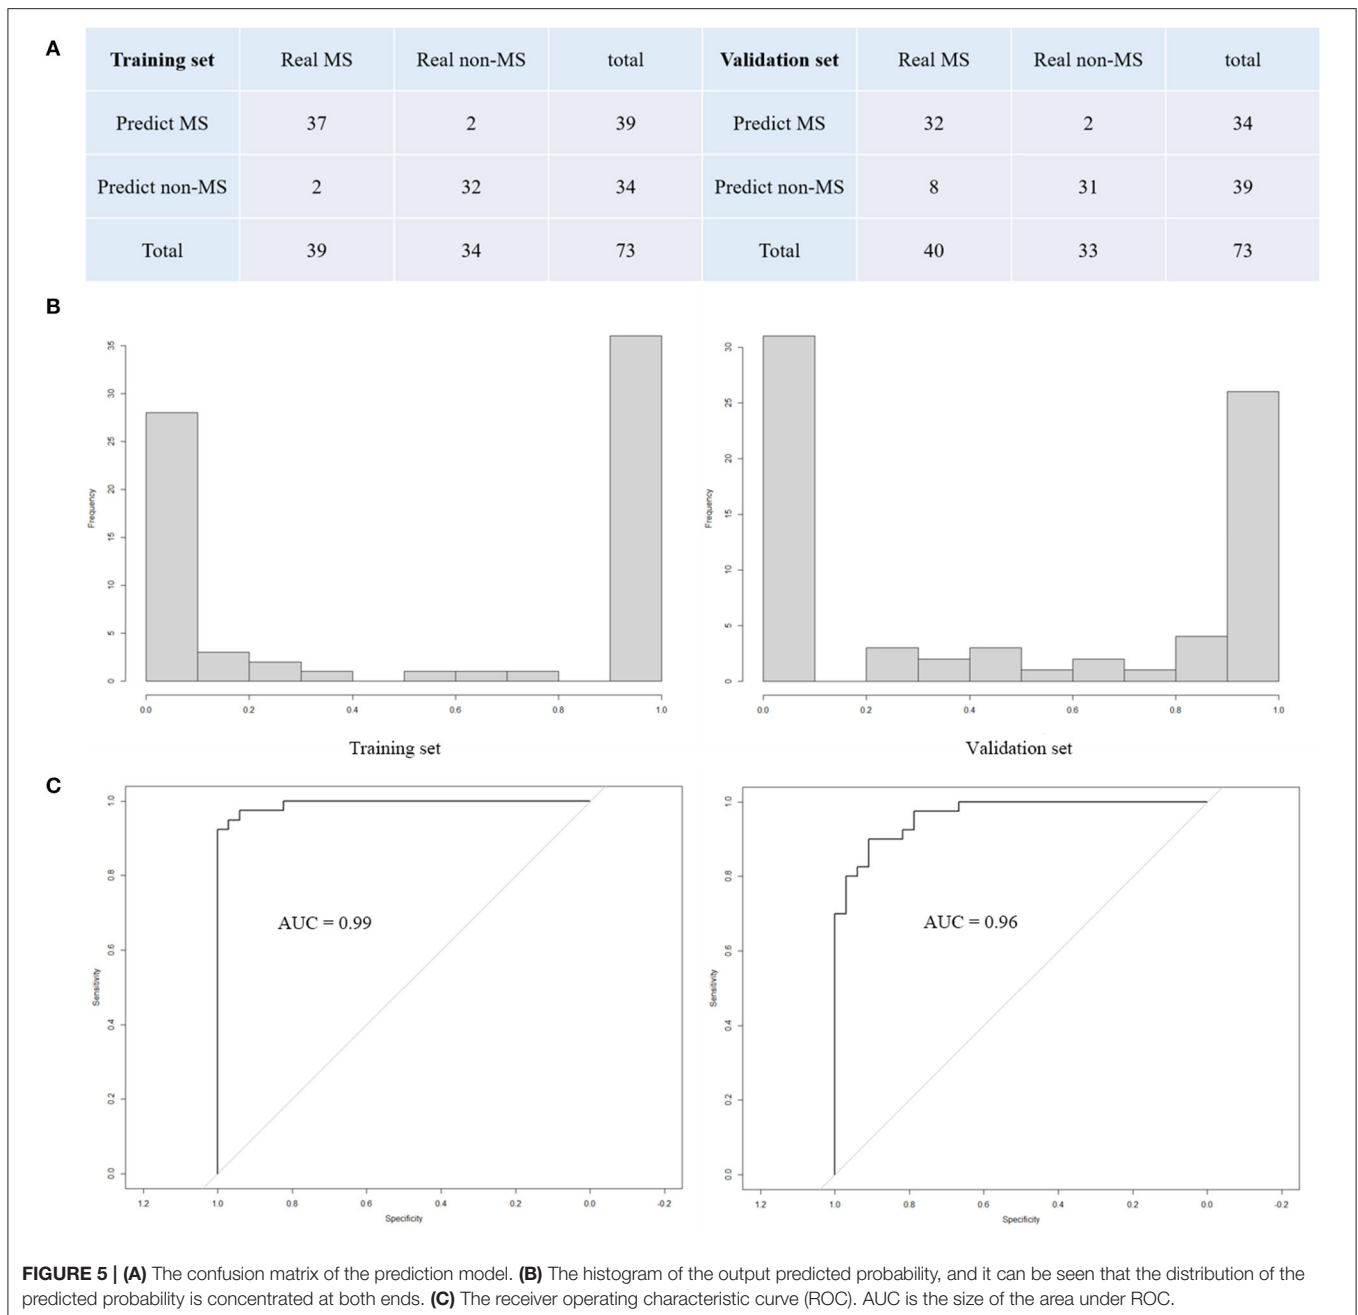 A
Training set Real MS Real non-MS total Validation set Real MS Real non-MS total
Predict MS 37 2 39 Predict MS 32 2 34
Predict non-MS 2 32 34 Predict non-MS 8 31 39
Total 39 34 73 Total 40 33 73
B
35
30
25
20
15
10
5
0
Frequency
0.0 0.2 0.4 0.6 0.8 1.0
Training set
30
25
20
15
10
5
0
Frequency
0.0 0.2 0.4 0.6 0.8 1.0
Validation set
C
1.0
0.8
0.6
0.4
0.2
0.0
Sensitivity
AUC = 0.99
1.2 1.0 0.8 0.6 0.4 0.2 0.0 -0.2
Specificity
1.0
0.8
0.6
0.4
0.2
0.0
Sensitivity
AUC = 0.96
1.2 1.0 0.8 0.6 0.4 0.2 0.0 -0.2
Specificity
FIGURE 5 | (A) The confusion matrix of the prediction model. (B) The histogram of the output predicted probability, and it can be seen that the distribution of the
predicted probability is concentrated at both ends. (C) The receiver operating characteristic curve (ROC). AUC is the size of the area under ROC.